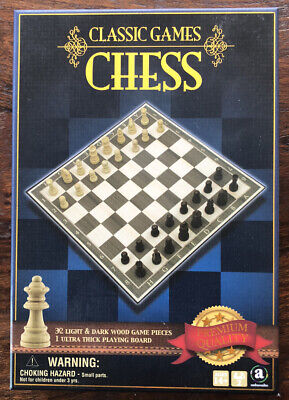 CLASSIC GAMES
CHESS
32 LIGHT & DARK WOOD GAME PIECES
1 ULTRA THICK PLAYING BOARD
PREMIUM
QUALITY
WARNING:
CHOKING HAZARD - Small parts.
Not for children under 3 yrs.
a